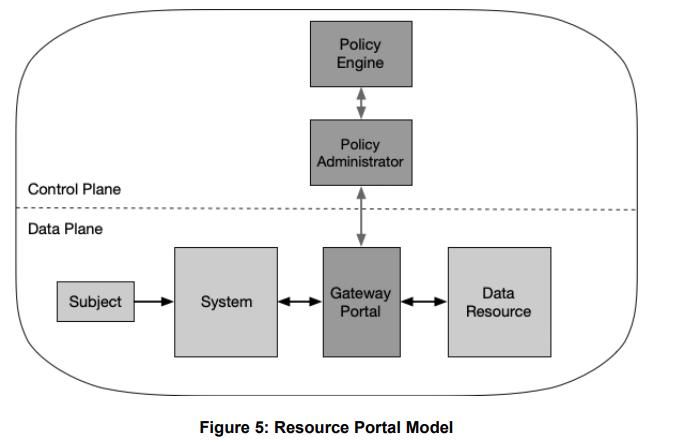 Policy
Engine
Policy
Administrator
Control Plane
Data Plane
Subject
System
Gateway
Portal
Data
Resource
Figure 5: Resource Portal Model